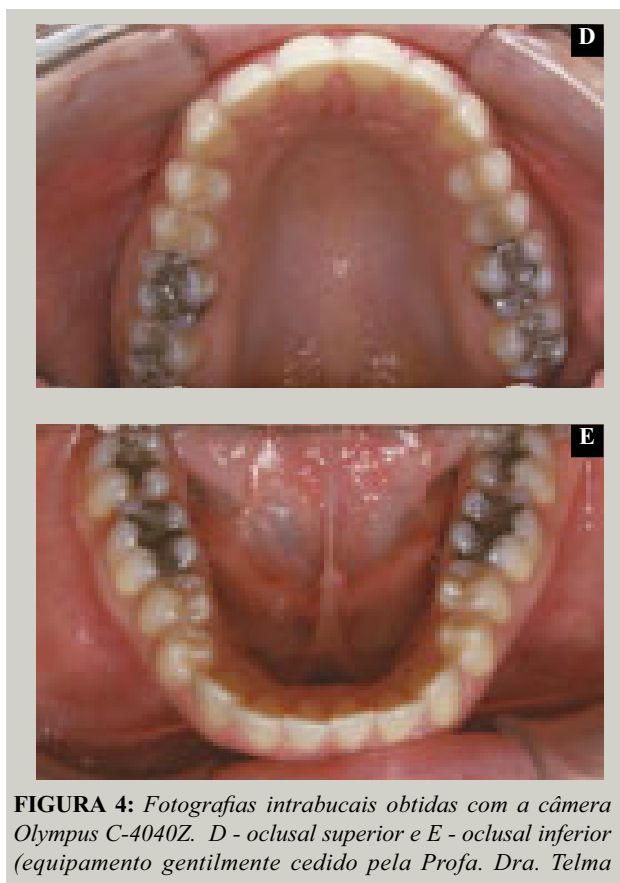 D
E
FIGURA 4: Fotografias intrabucais obtidas com a câmera
Olympus C-4040Z. D - oclusal superior e E - oclusal inferior
(equipamento gentilmente cedido pela Profa. Dra. Telma